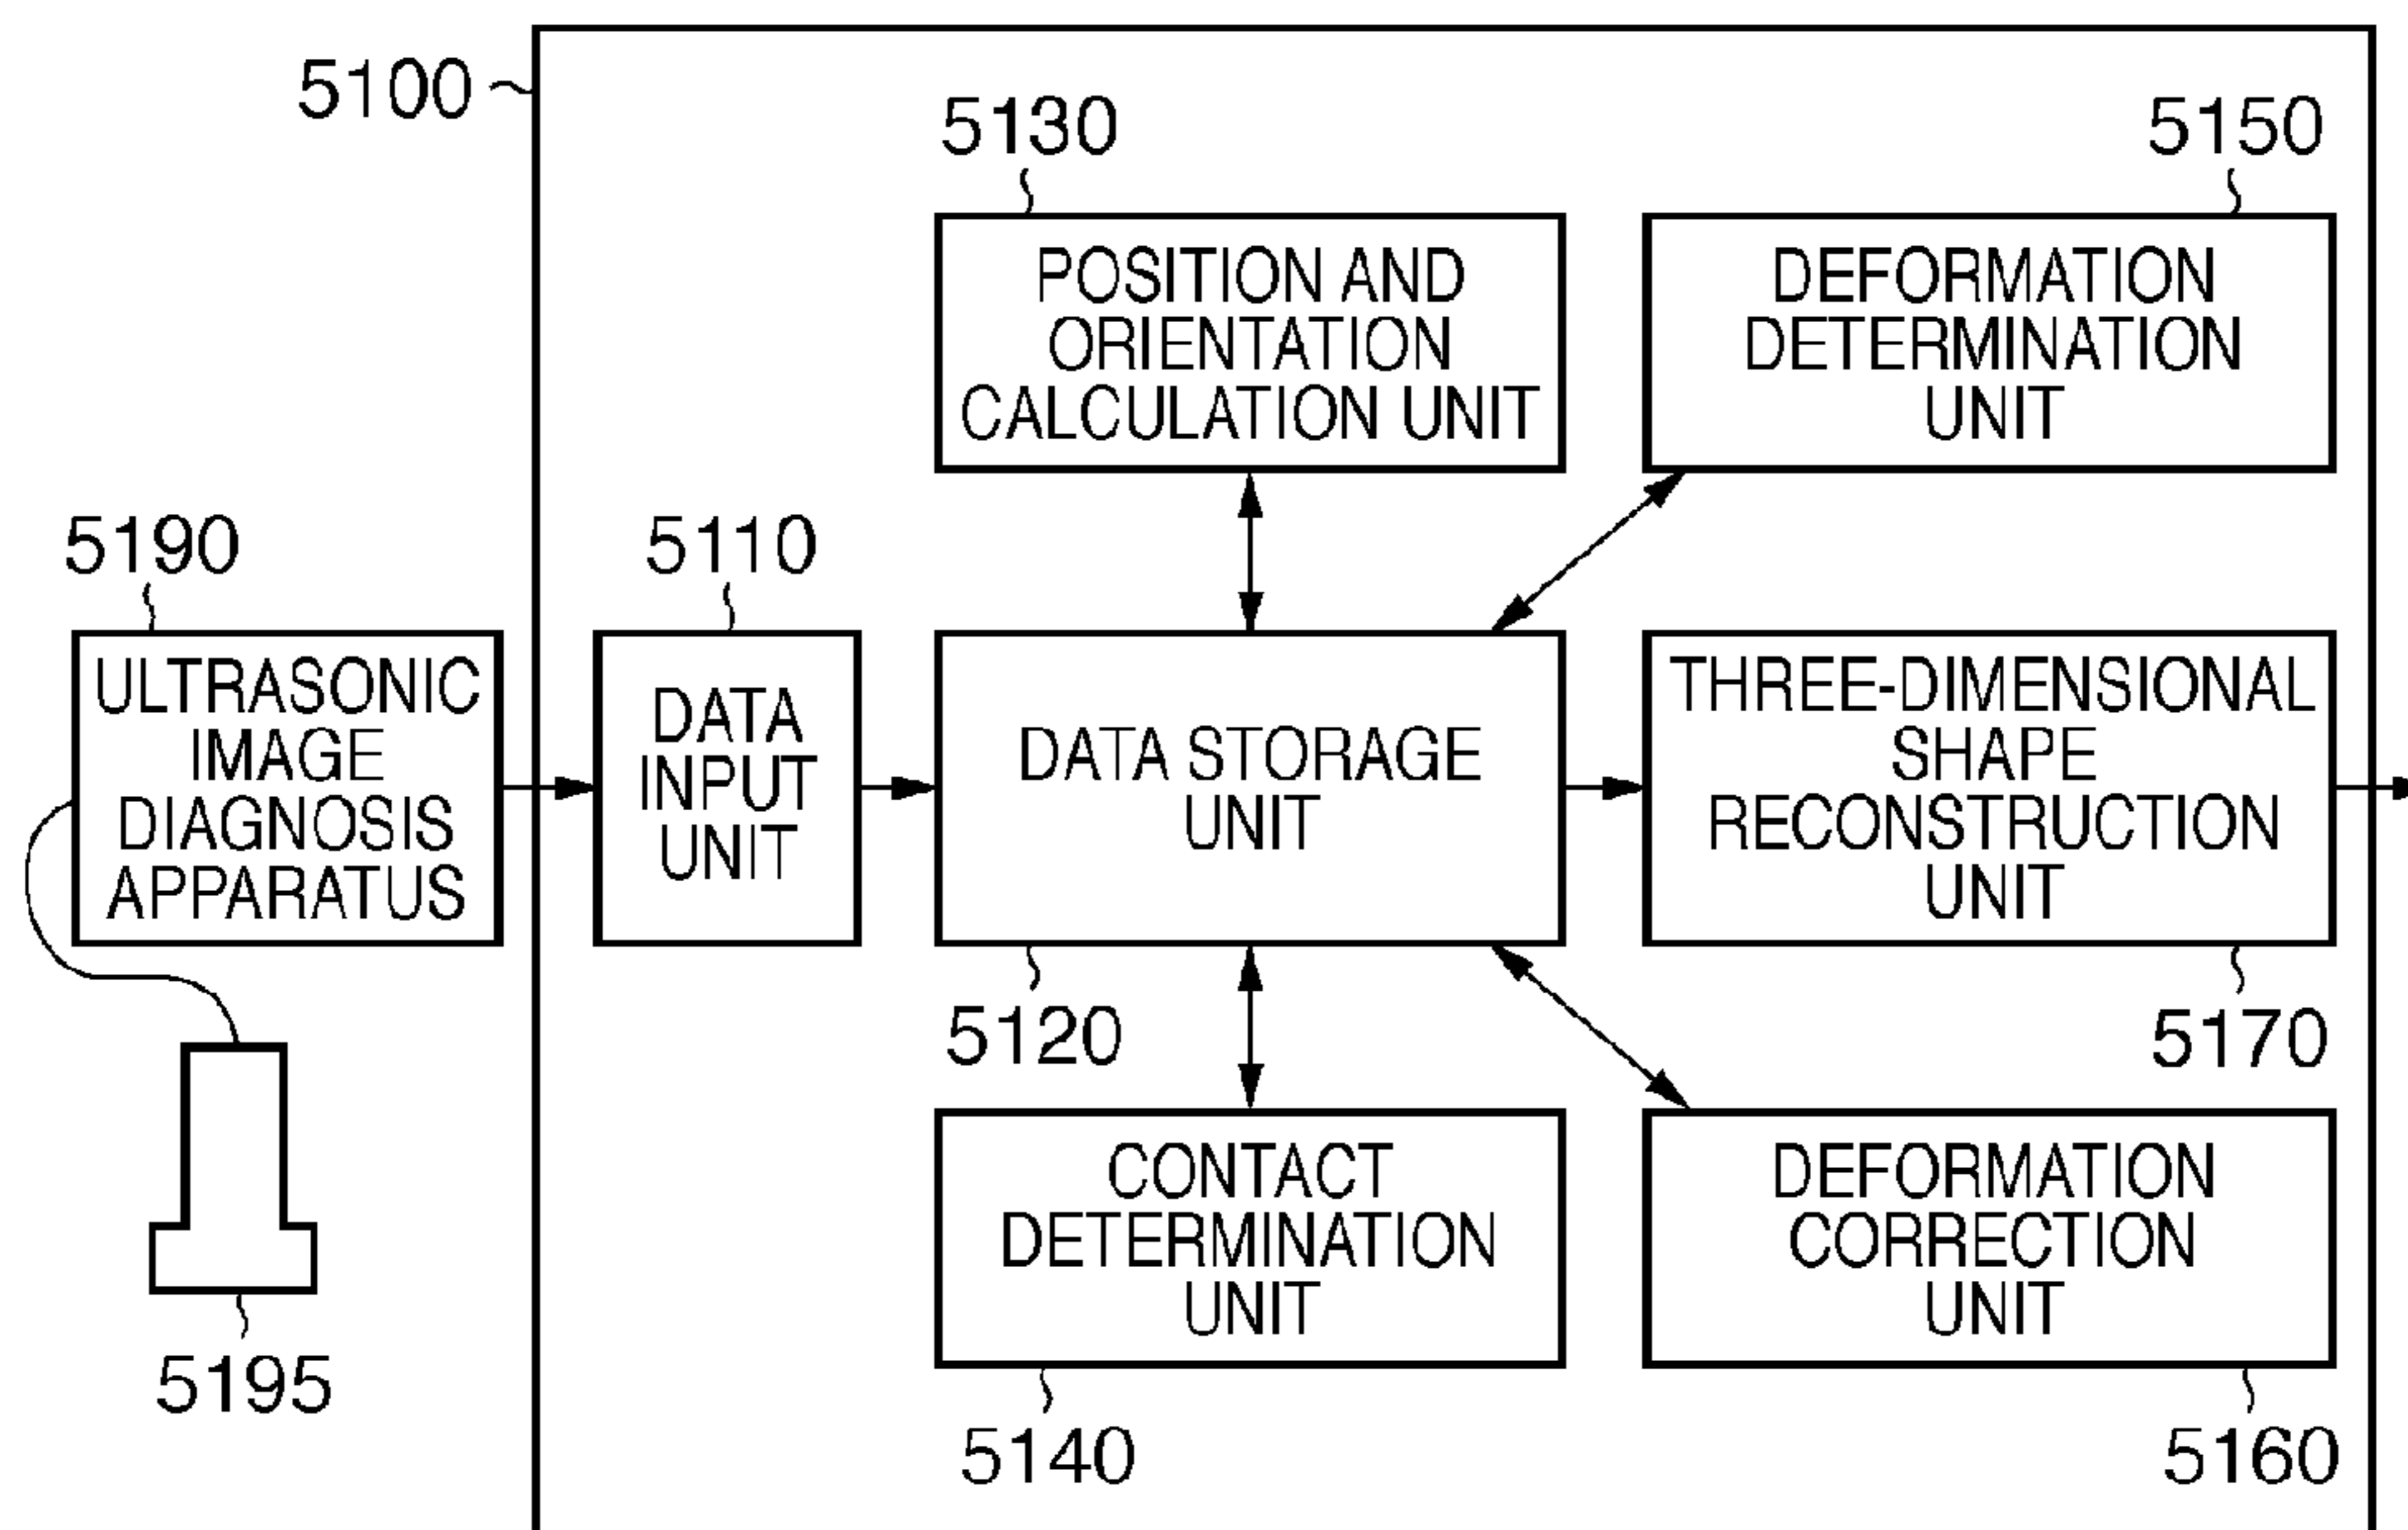 5100
5130
POSITION AND
ORIENTATION
CALCULATION UNIT
5150
DEFORMATION
DETERMINATION
UNIT
5190
ULTRASONIC
IMAGE
DIAGNOSIS
APPARATUS
5110
DATA
INPUT
UNIT
DATA STORAGE
UNIT
5120
THREE-DIMENSIONAL
SHAPE
RECONSTRUCTION
UNIT
5170
5195
CONTACT
DETERMINATION
UNIT
5140
DEFORMATION
CORRECTION
UNIT
5160